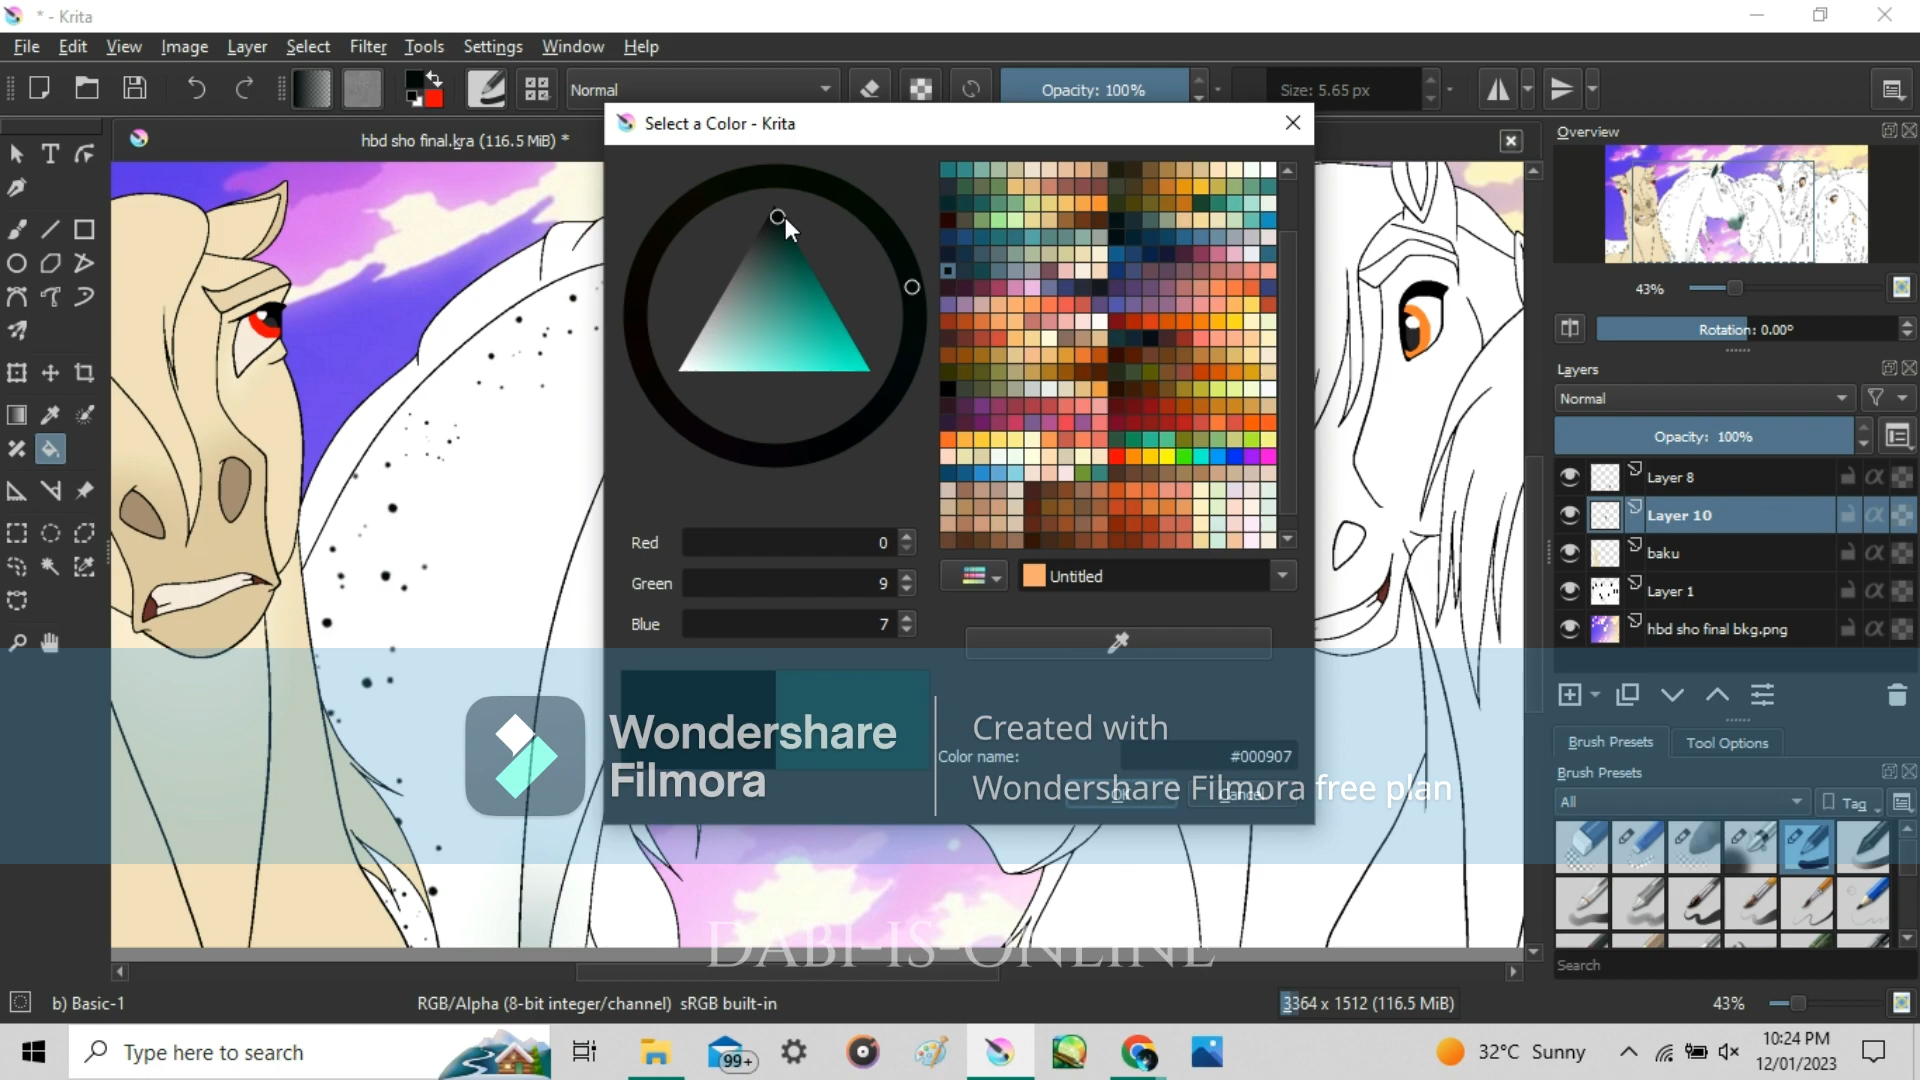 * - Krita
File Edit View Image Layer Select Filter Tools Settings Window Help
Normal
Opacity: 100%
Size: 5.65 px
hbd sho final.kra (116.5 MiB) *
Select a Color - Krita
Red 0
Green 9
Blue 7
Untitled
Color name: #000907
OK Cancel
Overview
43%
Rotation: 0.00°
Layers
Normal
Opacity: 100%
Layer 8
Layer 10
baku
Layer 1
hbd sho final bkg.png
Brush Presets Tool Options
Brush Presets
All Tag
Search
Wondershare
Filmora
Created with
Wondershare Filmora free plan
DABI-IS-ONLINE
b) Basic-1
RGB/Alpha (8-bit integer/channel) sRGB built-in
3364 x 1512 (116.5 MiB)
43%
Type here to search
99+
32°C Sunny
10:24 PM
12/01/2023